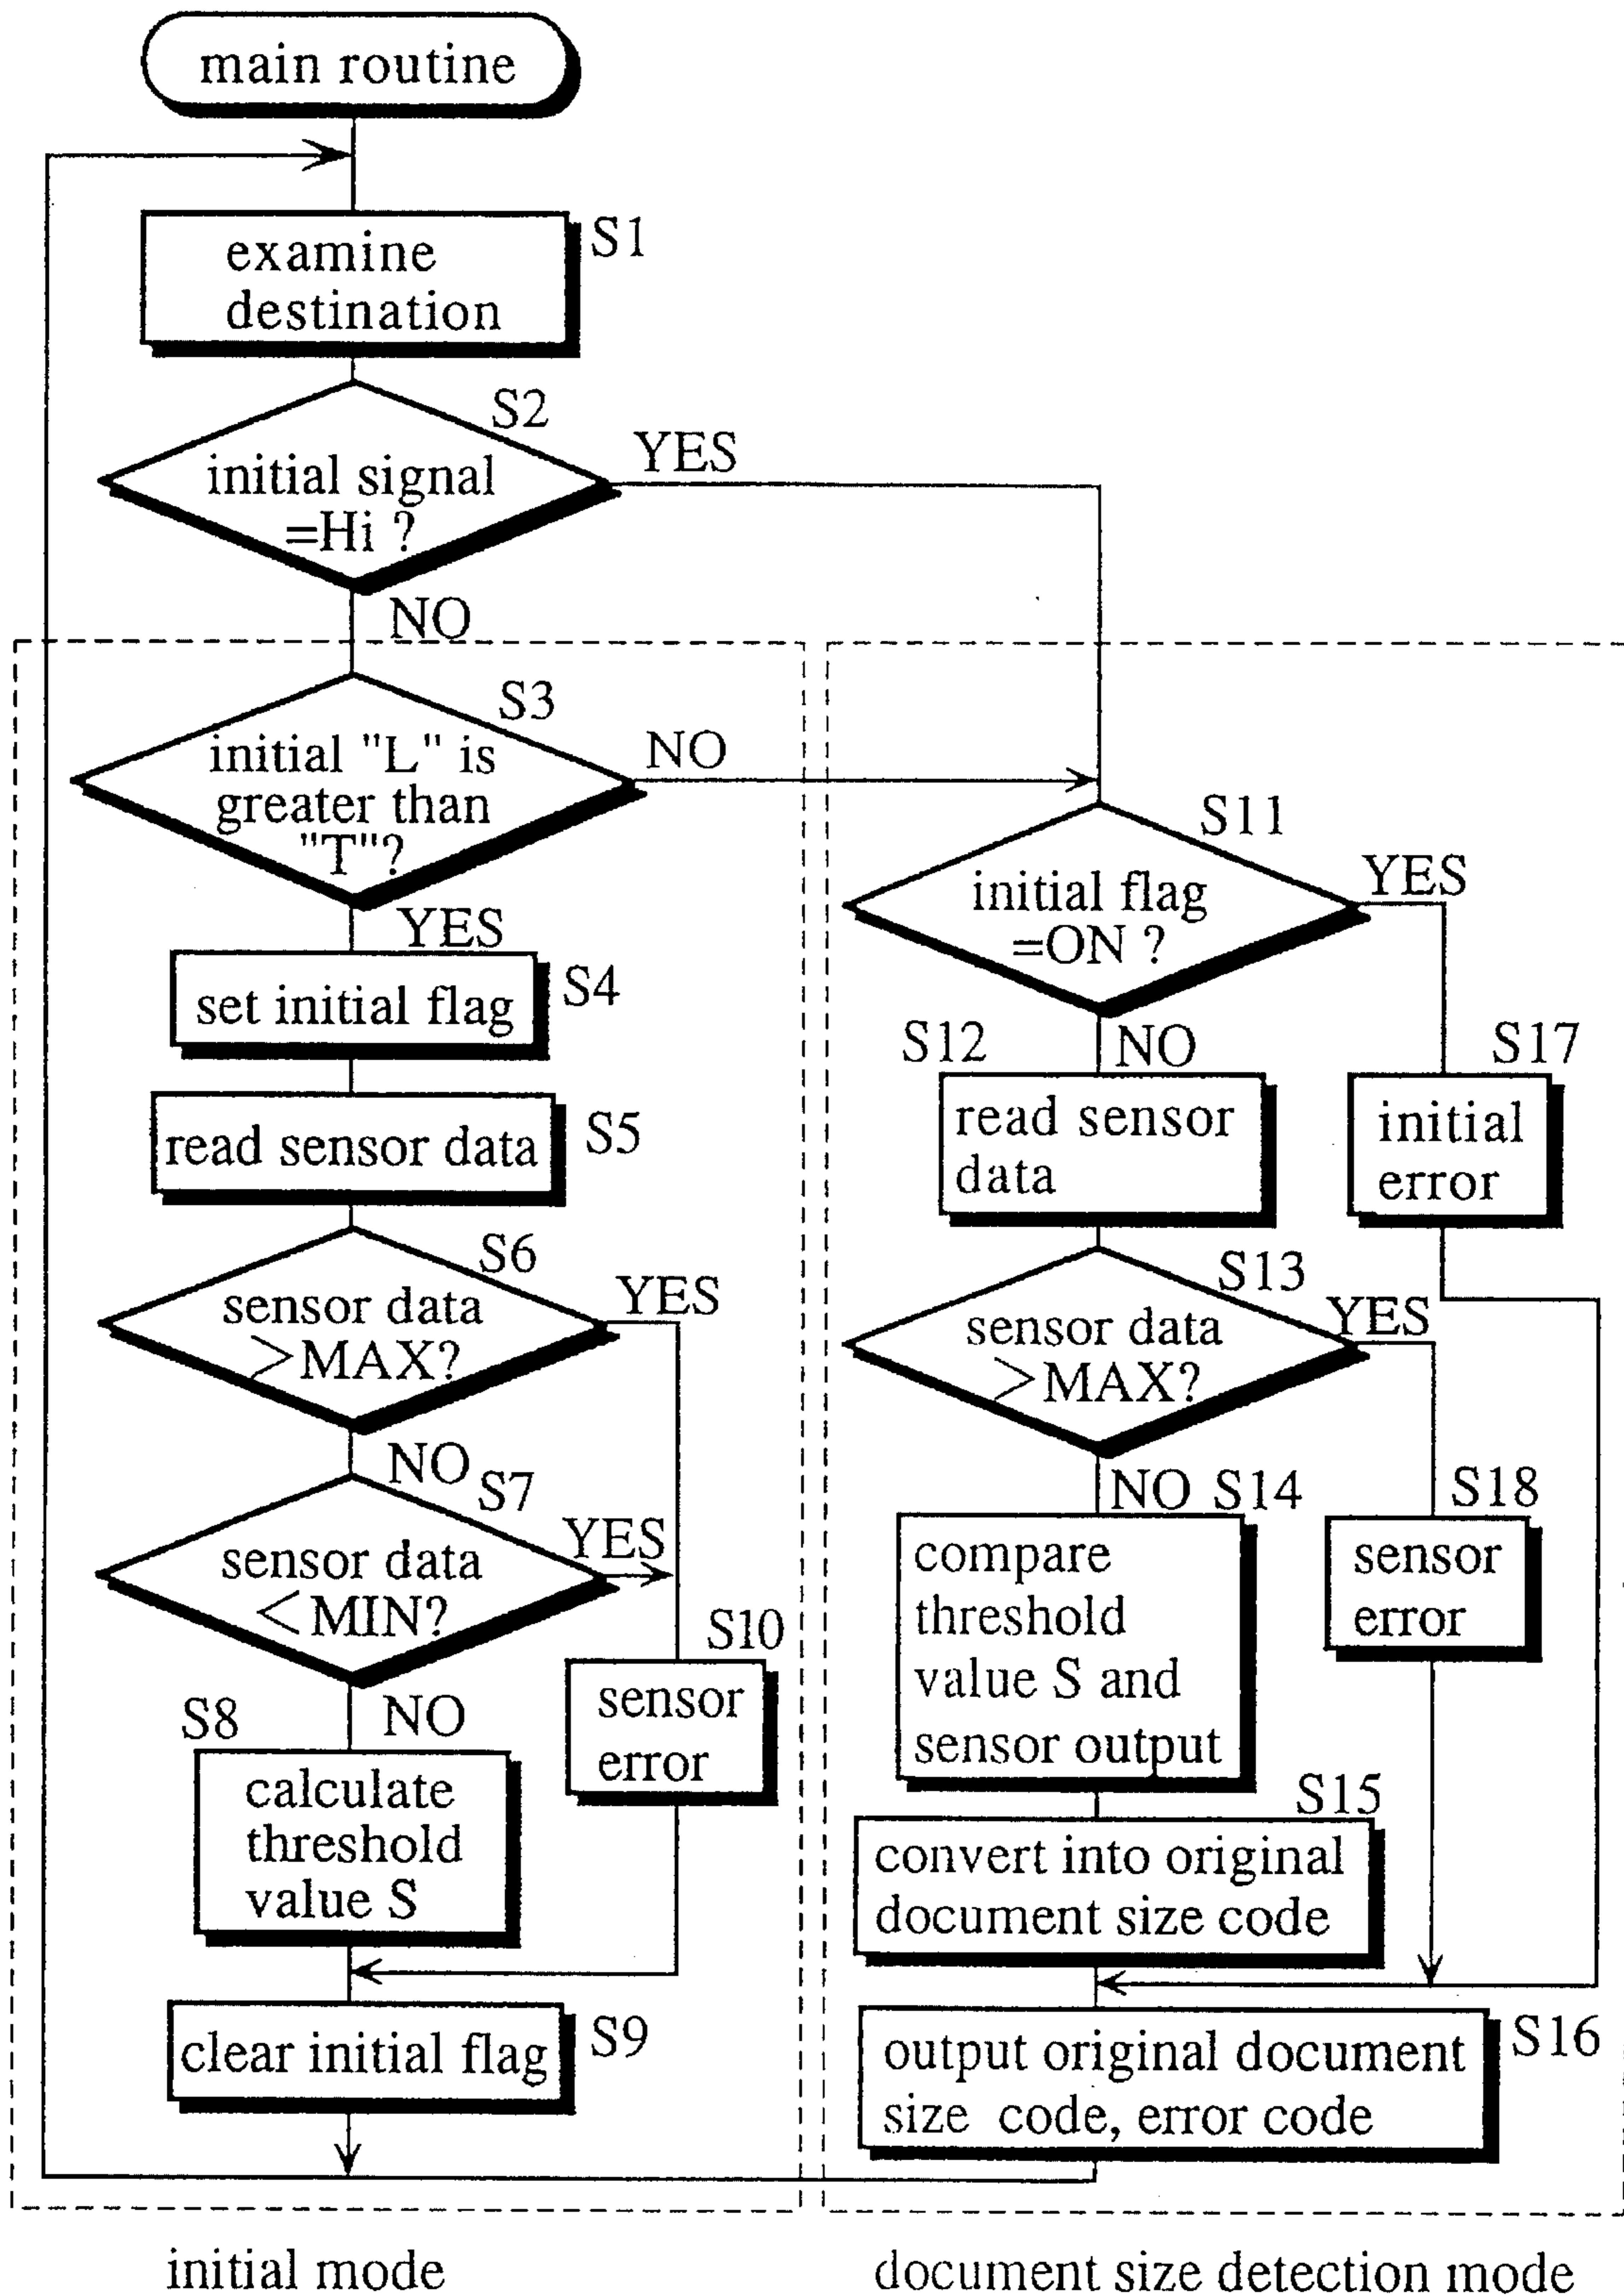 main routine
examine
destination
S1
S2
initial signal
=Hi ?
YES
NO
S3
initial "L" is
greater than
"T"?
NO
YES
set initial flag
S4
read sensor data
S5
S6
sensor data
>MAX?
YES
NO
S7
sensor data
<MIN?
YES
NO
S8
calculate
threshold
value S
S10
sensor
error
clear initial flag
S9
initial mode
S11
initial flag
=ON ?
YES
NO
S12
read sensor
data
S17
initial
error
S13
sensor data
>MAX?
YES
NO
S14
compare
threshold
value S and
sensor output
S18
sensor
error
S15
convert into original
document size code
S16
output original document
size code, error code
document size detection mode